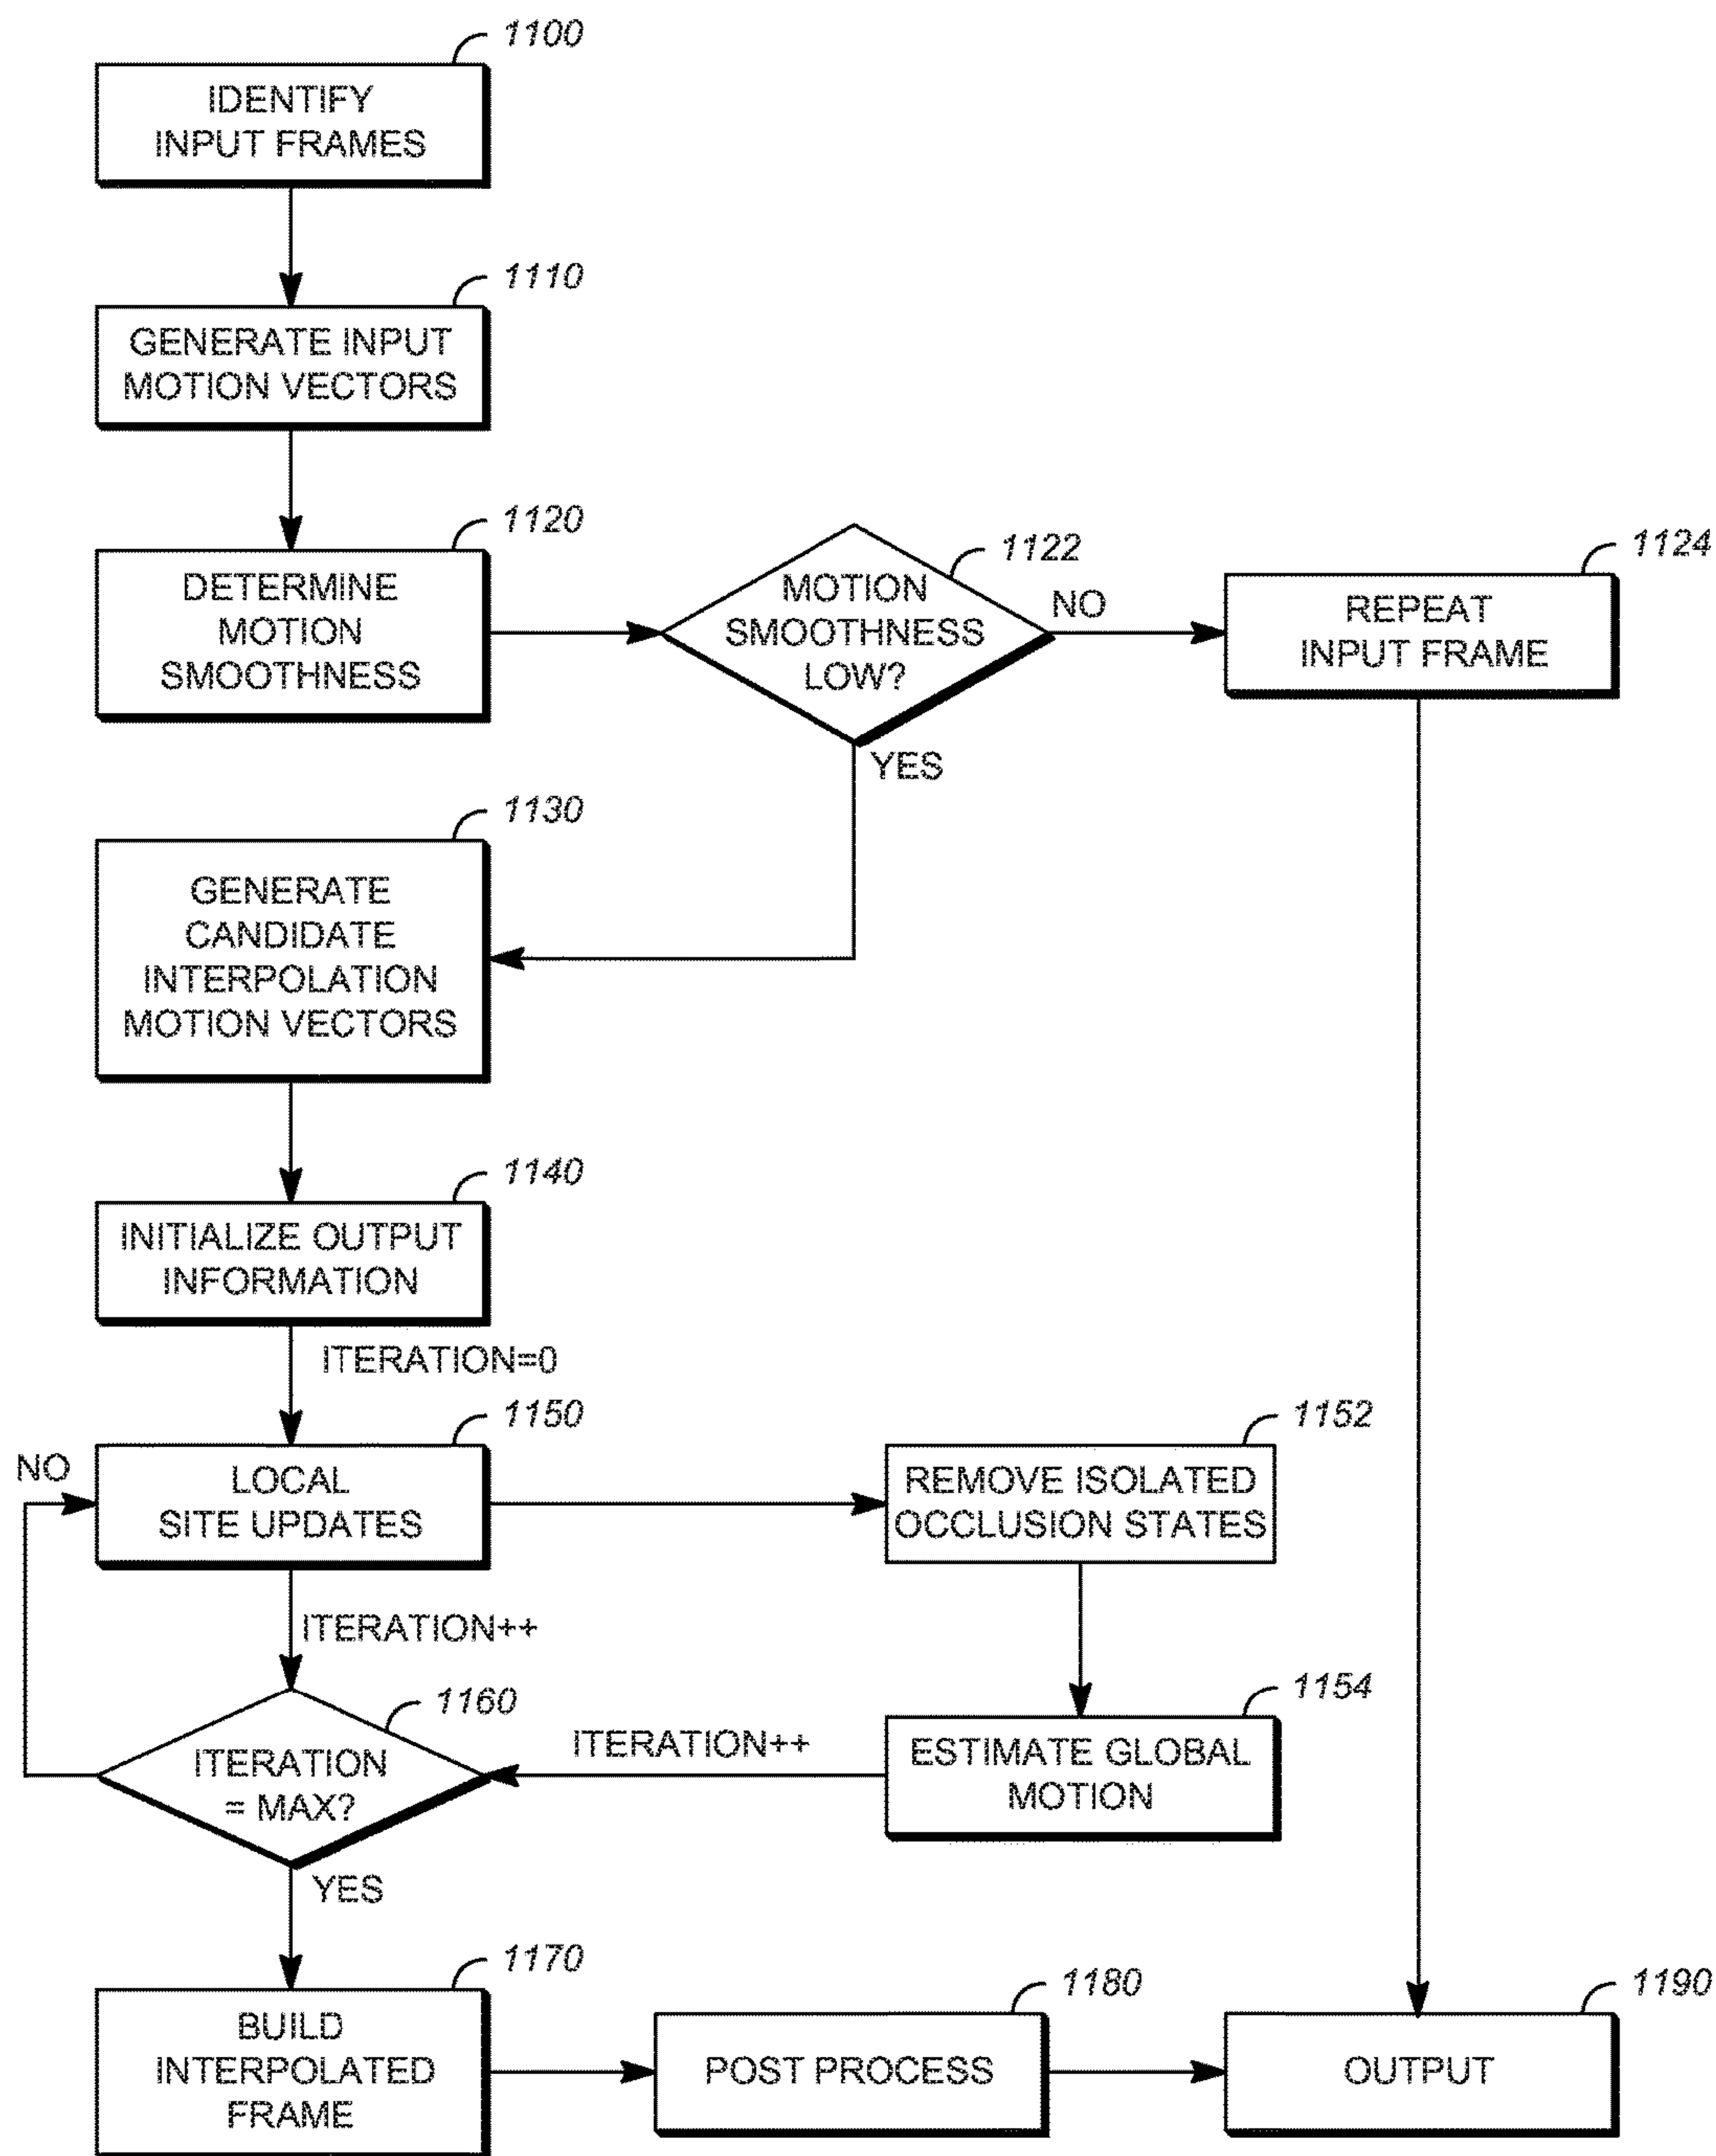 1100
IDENTIFY
INPUT FRAMES
1110
GENERATE INPUT
MOTION VECTORS
1120
DETERMINE
MOTION
SMOOTHNESS
1122
MOTION
SMOOTHNESS
LOW?
NO
YES
1124
REPEAT
INPUT FRAME
1130
GENERATE
CANDIDATE
INTERPOLATION
MOTION VECTORS
1140
INITIALIZE OUTPUT
INFORMATION
ITERATION=0
1150
NO
LOCAL
SITE UPDATES
1152
REMOVE ISOLATED
OCCLUSION STATES
ITERATION++
1154
ESTIMATE GLOBAL
MOTION
ITERATION++
1160
ITERATION
= MAX?
YES
1170
BUILD
INTERPOLATED
FRAME
1180
POST PROCESS
1190
OUTPUT